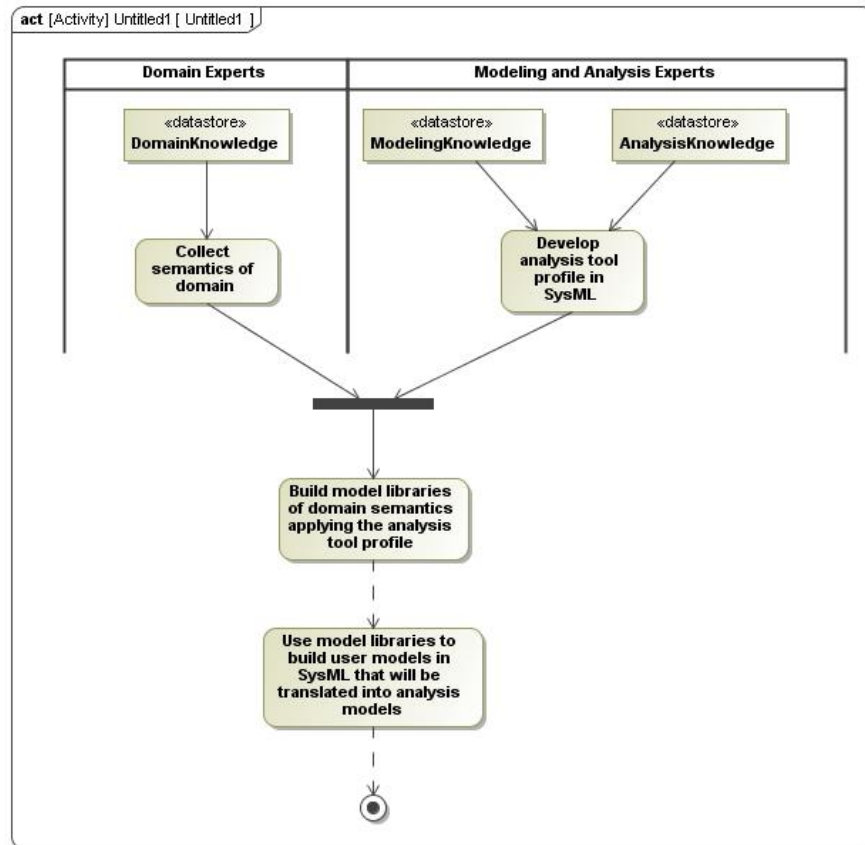 act [Activity] Untitled1 [ Untitled1 ]
Domain Experts
Modeling and Analysis Experts
«datastore»
DomainKnowledge
«datastore»
ModelingKnowledge
«datastore»
AnalysisKnowledge
Collect
semantics of
domain
Develop
analysis tool
profile in
SysML
Build model libraries
of domain semantics
applying the analysis
tool profile
Use model libraries to
build user models in
SysML that will be
translated into analysis
models